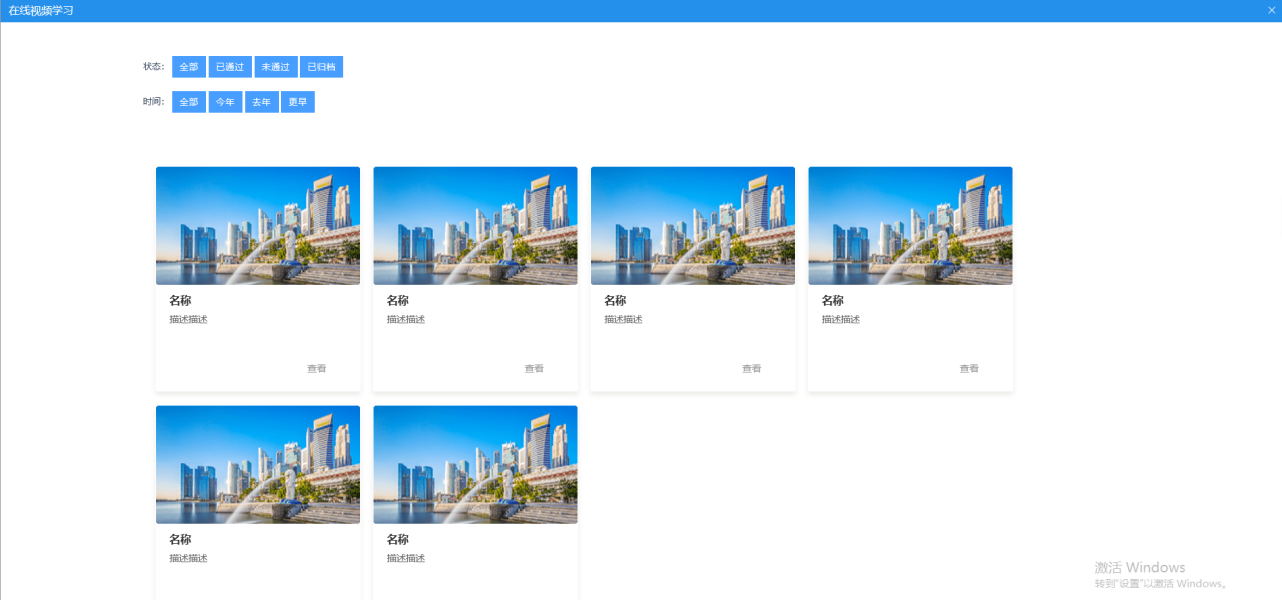 在线视频学习
状态： 全部 已通过 未通过 已归档
时间： 全部 今年 去年 更早
名称 名称 名称 名称
描述描述 描述描述 描述描述 描述描述
查看 查看 查看 查看
名称 名称
描述描述 描述描述
激活 Windows
转到"设置"以激活 Windows。